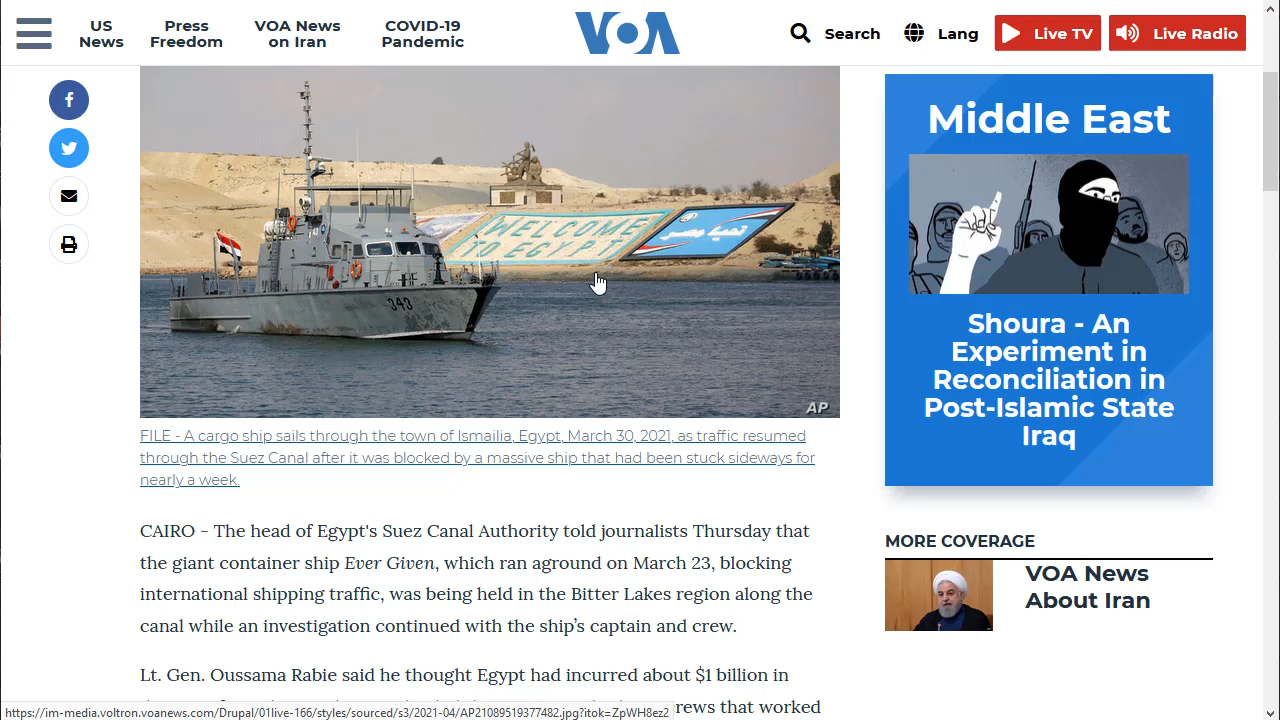 US
News
Press
Freedom
VOA News
on Iran
COVID-19
Pandemic
VOA
Search
Lang
Live TV
Live Radio
343
WELCOME
TO EGYPT
تحيا مصر
AP
FILE - A cargo ship sails through the town of Ismailia, Egypt, March 30, 2021, as traffic resumed
through the Suez Canal after it was blocked by a massive ship that had been stuck sideways for
nearly a week.
CAIRO - The head of Egypt's Suez Canal Authority told journalists Thursday that
the giant container ship Ever Given, which ran aground on March 23, blocking
international shipping traffic, was being held in the Bitter Lakes region along the
canal while an investigation continued with the ship’s captain and crew.
Lt. Gen. Oussama Rabie said he thought Egypt had incurred about $1 billion in
crews that worked
Middle East
Shoura - An
Experiment in
Reconciliation in
Post-Islamic State
Iraq
MORE COVERAGE
VOA News
About Iran
https://im-media.voltron.voanews.com/Drupal/01live-166/styles/sourced/s3/2021-04/AP21089519377482.jpg?itok=ZpWH8ez2